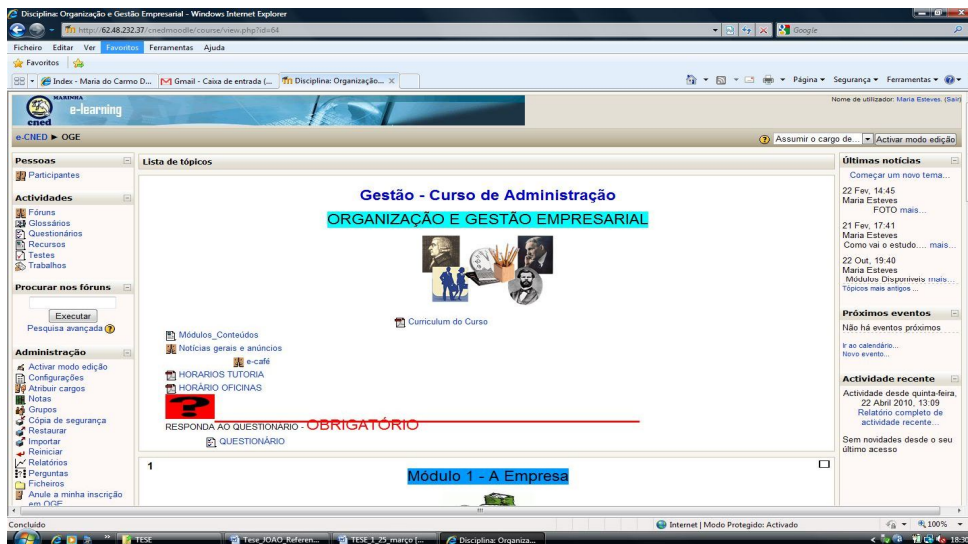 Disciplina: Organização e Gestão Empresarial - Windows Internet Explorer
http://62.48.232.37/cnedmoodle/course/view.php?id=64
Google
Ficheiro Editar Ver Favoritos Ferramentas Ajuda
Favoritos
Index - Maria do Carmo D... Gmail - Caixa de entrada (... Disciplina: Organização... X
Página Segurança Ferramentas
MARINHA
e-learning
cned
Nome de utilizador: Maria Esteves. (Sair)
e-CNED ► OGE
Assumir o cargo de... Activar modo edição
Pessoas
Participantes
Actividades
Fóruns
Glossários
Questionários
Recursos
Testes
Trabalhos
Procurar nos fóruns
Executar
Pesquisa avançada
Administração
Activar modo edição
Configurações
Atribuir cargos
Notas
Grupos
Cópia de segurança
Restaurar
Importar
Reiniciar
Relatórios
Perguntas
Ficheiros
Anule a minha inscrição
em OGE
Lista de tópicos
Gestão - Curso de Administração
ORGANIZAÇÃO E GESTÃO EMPRESARIAL
Curriculum do Curso
Módulos_Conteúdos
Notícias gerais e anúncios
e-café
HORARIOS TUTORIA
HORÀRIO OFICINAS
?
RESPONDA AO QUESTIONÀRIO - OBRIGATÓRIO
QUESTIONÁRIO
1
Módulo 1 - A Empresa
Últimas notícias
Começar um novo tema...
22 Fev, 14:45
Maria Esteves
FOTO mais...
21 Fev, 17:41
Maria Esteves
Como vai o estudo.... mais...
22 Out, 19:40
Maria Esteves
Módulos Disponíveis mais...
Tópicos mais antigos ...
Próximos eventos
Não há eventos próximos
Ir ao calendário...
Novo evento...
Actividade recente
Actividade desde quinta-feira,
22 Abril 2010, 13:09
Relatório completo de
actividade recente...
Sem novidades desde o seu
último acesso
Concluído
Internet | Modo Protegido: Activado
100%
TESE
Tese_JOAO_Referen...
TESE_1_25_março [...
Disciplina: Organiza...
18:30